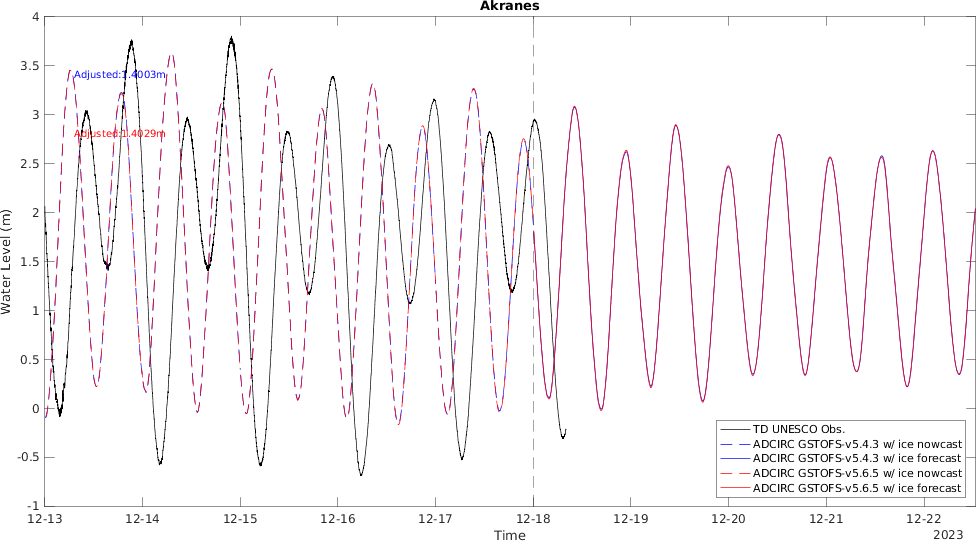 Akranes
4
3.5
3
2.5
2
1.5
1
0.5
0
-0.5
-1
Water Level (m)
Adjusted:1.4003m
Adjusted:1.4029m
TD UNESCO Obs.
ADCIRC GSTOFS-v5.4.3 w/ ice nowcast
ADCIRC GSTOFS-v5.4.3 w/ ice forecast
ADCIRC GSTOFS-v5.6.5 w/ ice nowcast
ADCIRC GSTOFS-v5.6.5 w/ ice forecast
12-13 12-14 12-15 12-16 12-17 12-18 12-19 12-20 12-21 12-22
Time
2023